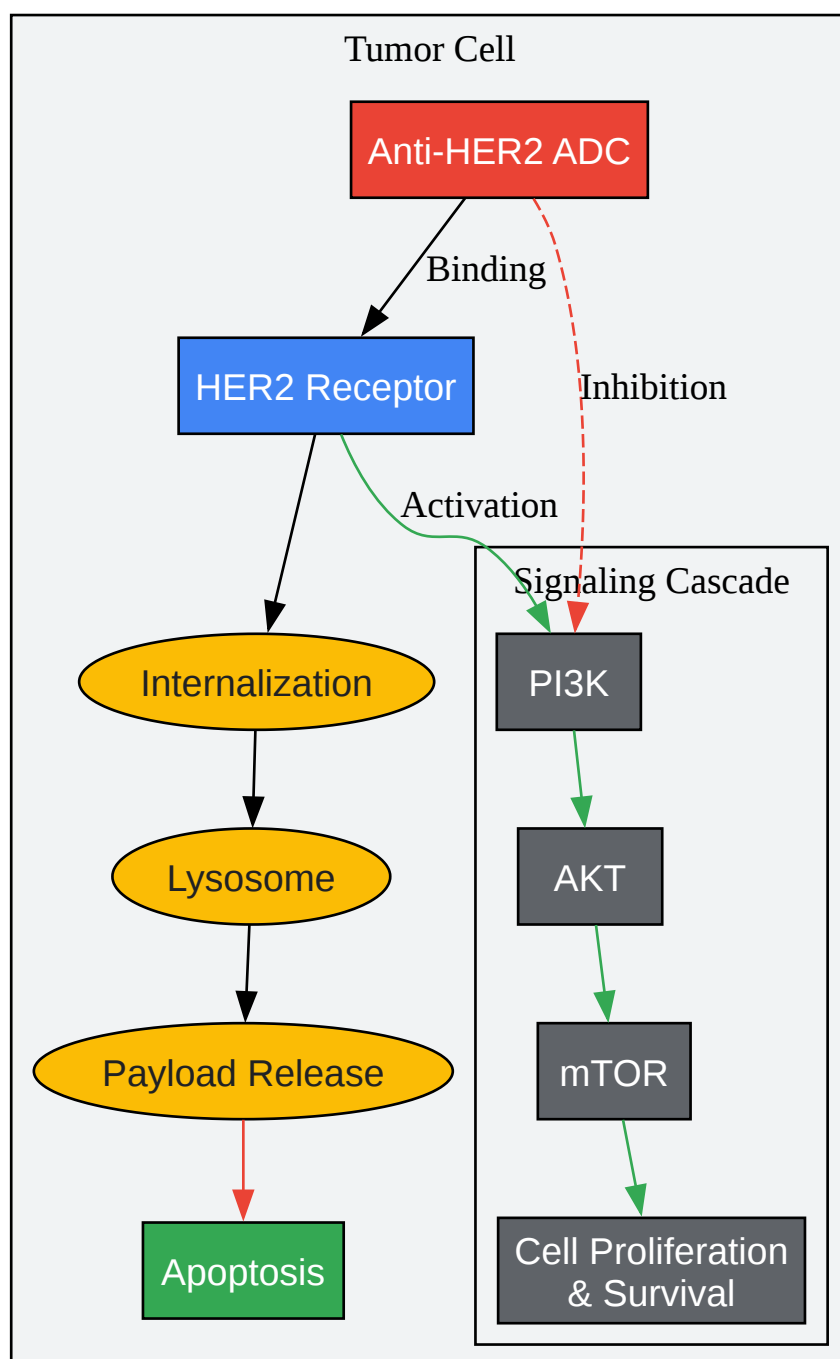 Tumor Cell
Anti-HER2 ADC
Binding
HER2 Receptor
Inhibition
Activation
Signaling Cascade
Internalization
PI3K
Lysosome
AKT
Payload Release
mTOR
Apoptosis
Cell Proliferation
& Survival